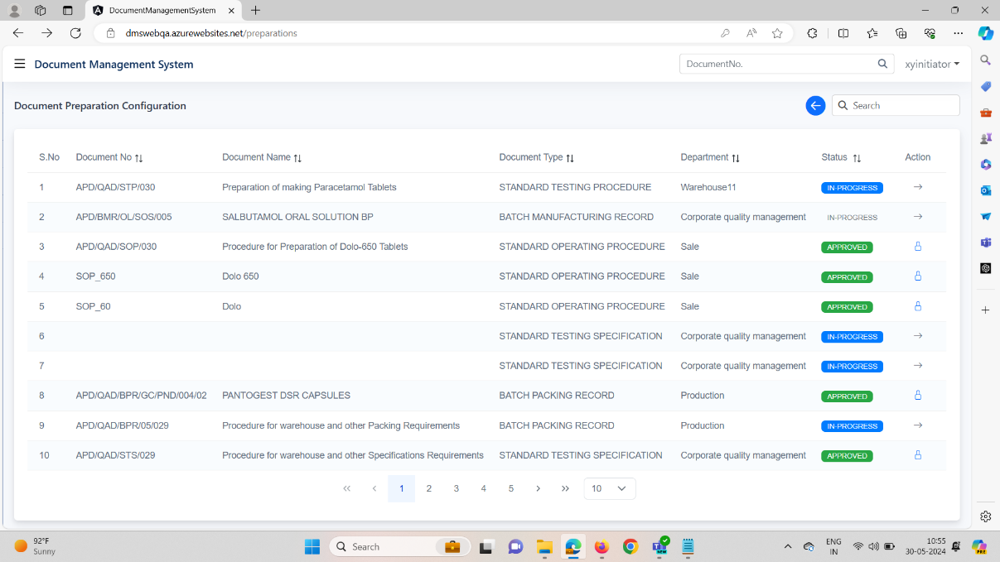 DocumentManagementSystem
dmswebqa.azurewebsites.net/preparations
Document Management System
DocumentNo.
xyinitiator
Document Preparation Configuration
Search
S.No Document No Document Name Document Type Department Status Action
1 APD/QAD/STP/030 Preparation of making Paracetamol Tablets STANDARD TESTING PROCEDURE Warehouse11 IN-PROGRESS
2 APD/BMR/OL/SOS/005 SALBUTAMOL ORAL SOLUTION BP BATCH MANUFACTURING RECORD Corporate quality management IN-PROGRESS
3 APD/QAD/SOP/030 Procedure for Preparation of Dolo-650 Tablets STANDARD OPERATING PROCEDURE Sale APPROVED
4 SOP_650 Dolo 650 STANDARD OPERATING PROCEDURE Sale APPROVED
5 SOP_60 Dolo STANDARD OPERATING PROCEDURE Sale APPROVED
6 STANDARD TESTING SPECIFICATION Corporate quality management IN-PROGRESS
7 STANDARD TESTING SPECIFICATION Corporate quality management IN-PROGRESS
8 APD/QAD/BPR/GC/PND/004/02 PANTOGEST DSR CAPSULES BATCH PACKING RECORD Production APPROVED
9 APD/QAD/BPR/05/029 Procedure for warehouse and other Packing Requirements BATCH PACKING RECORD Production IN-PROGRESS
10 APD/QAD/STS/029 Procedure for warehouse and other Specifications Requirements STANDARD TESTING SPECIFICATION Corporate quality management APPROVED
1 2 3 4 5 10
92°F
Sunny
Search
NEW
ENG
IN
10:55
30-05-2024
PRE